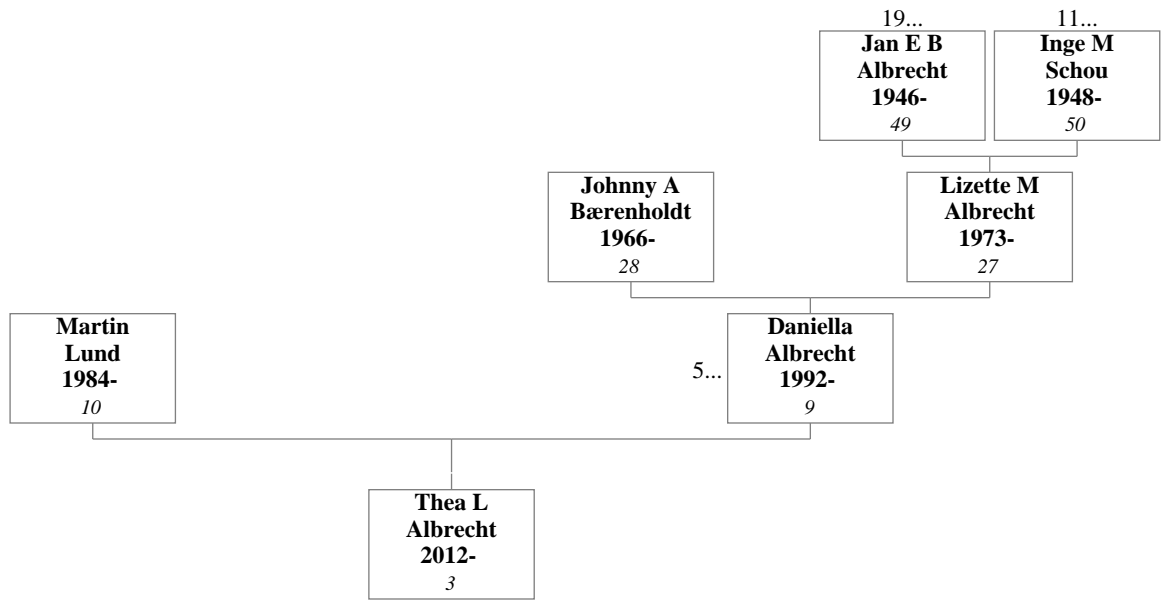 19...
11...
Jan E B
Albrecht
1946-
49
Inge M
Schou
1948-
50
Johnny A
Bærenholdt
1966-
28
Lizette M
Albrecht
1973-
27
Martin
Lund
1984-
10
5...
Daniella
Albrecht
1992-
9
Thea L
Albrecht
2012-
3